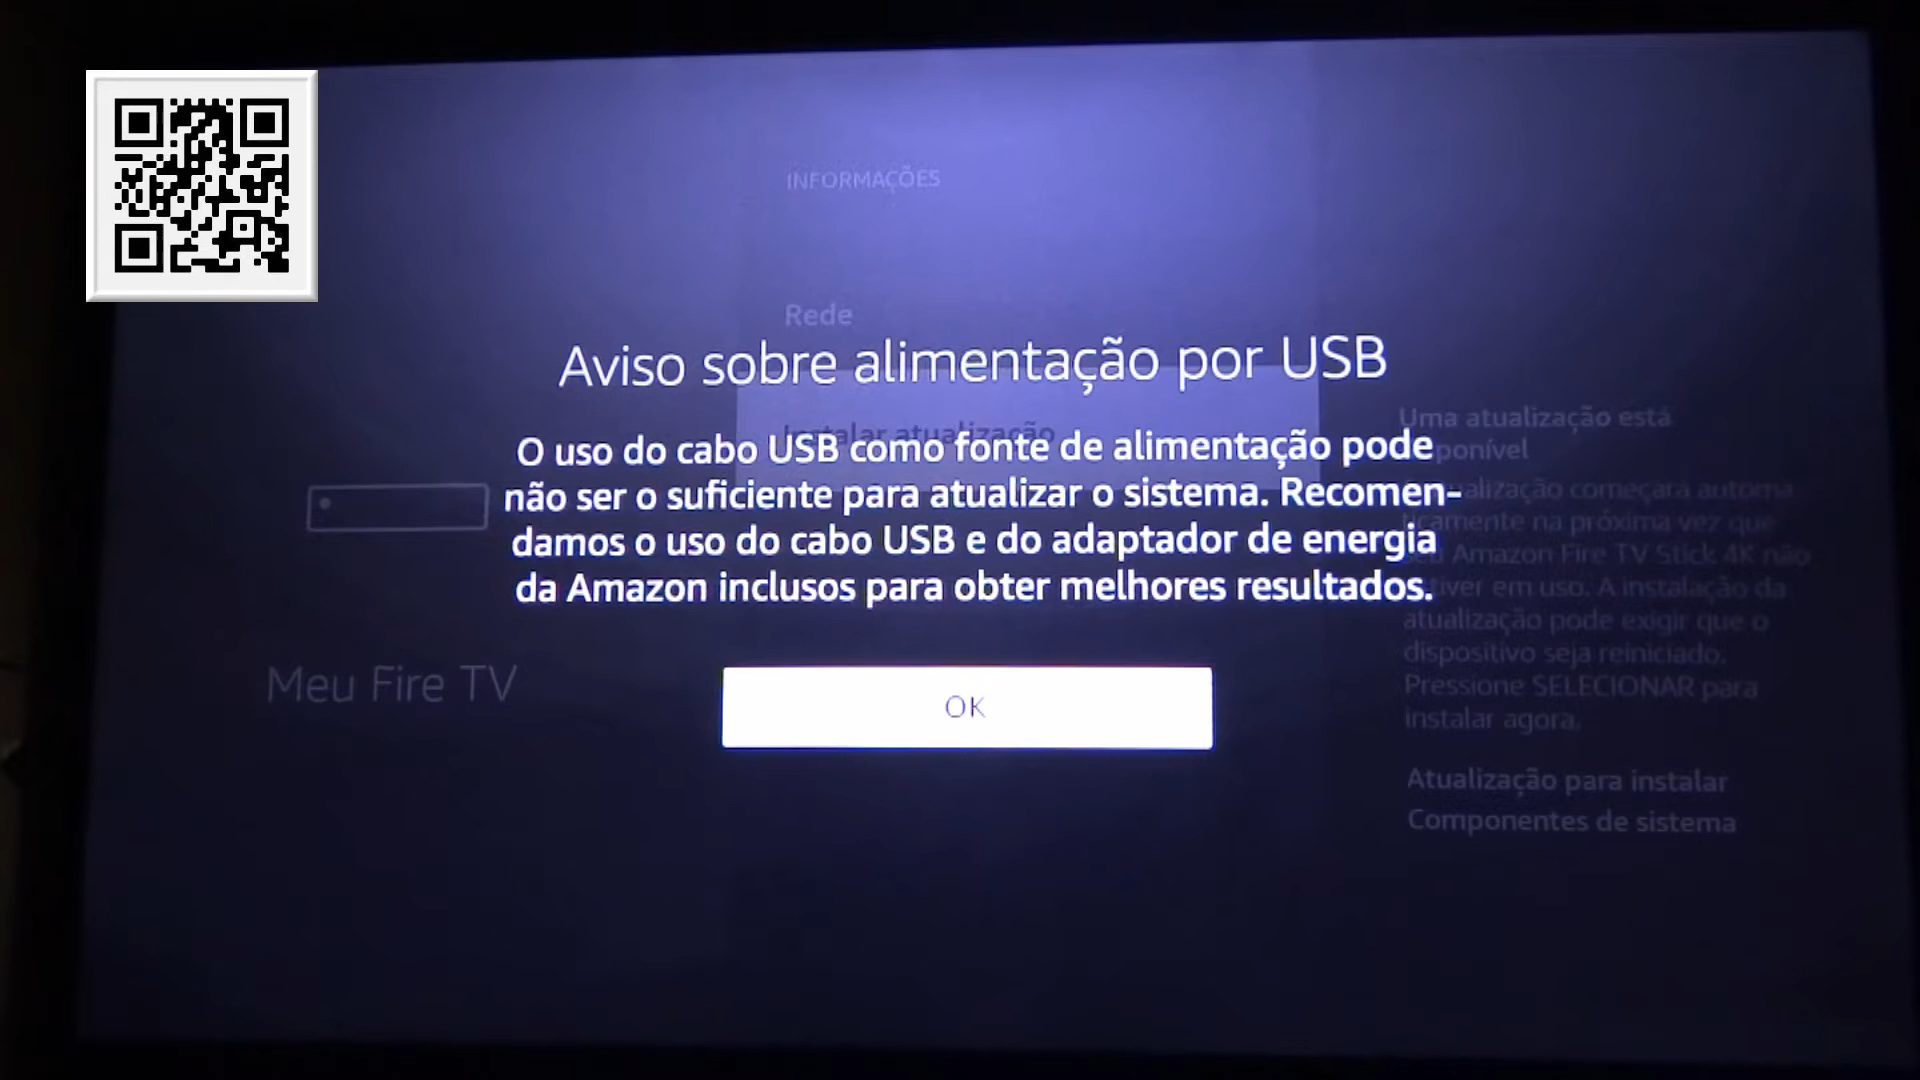 INFORMAÇÕES
Rede
Aviso sobre alimentação por USB
Instalar atualização
O uso do cabo USB como fonte de alimentação pode
não ser o suficiente para atualizar o sistema. Recomen-
damos o uso do cabo USB e do adaptador de energia
da Amazon inclusos para obter melhores resultados.
OK
Meu Fire TV
Uma atualização está
começará automa-
ticamente na próxima vez que
Amazon Fire TV Stick 4K não
em uso. A instalação da
atualização pode exigir que o
dispositivo seja reiniciado.
Pressione SELECIONAR para
instalar agora.
Atualização para instalar
Componentes de sistema